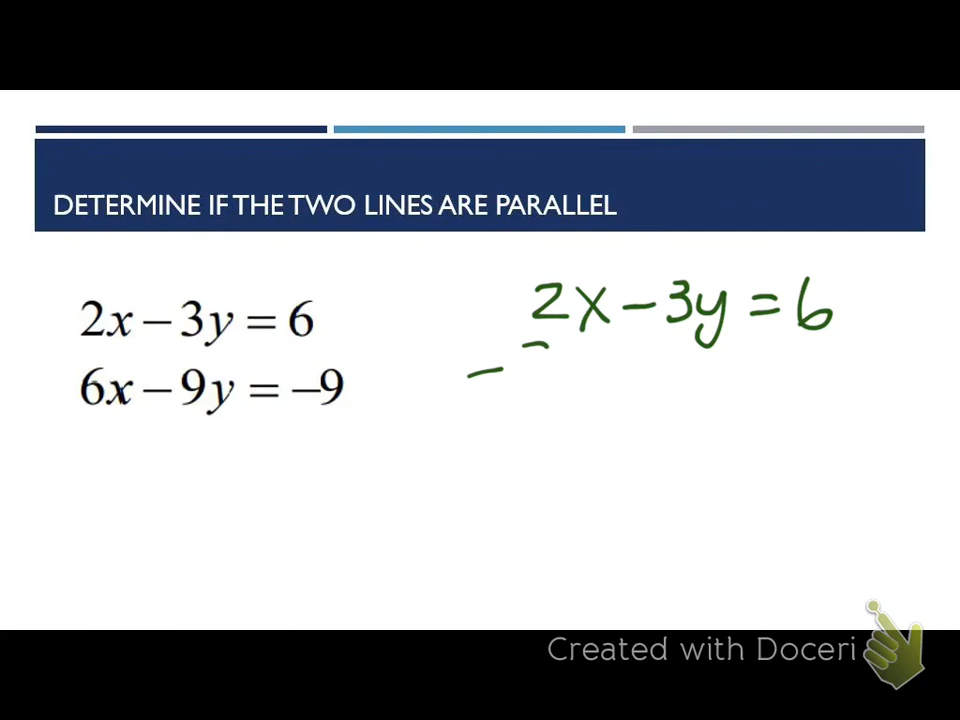 DETERMINE IF THE TWO LINES ARE PARALLEL
2x − 3y = 6
6x − 9y = −9
2x − 3y = 6
−
Created with Doceri